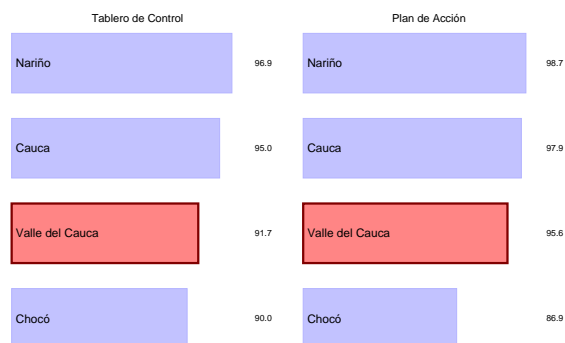 Tablero de Control
Nariño 96.9
Cauca 95.0
Valle del Cauca 91.7
Chocó 90.0
Plan de Acción
Nariño 98.7
Cauca 97.9
Valle del Cauca 95.6
Chocó 86.9